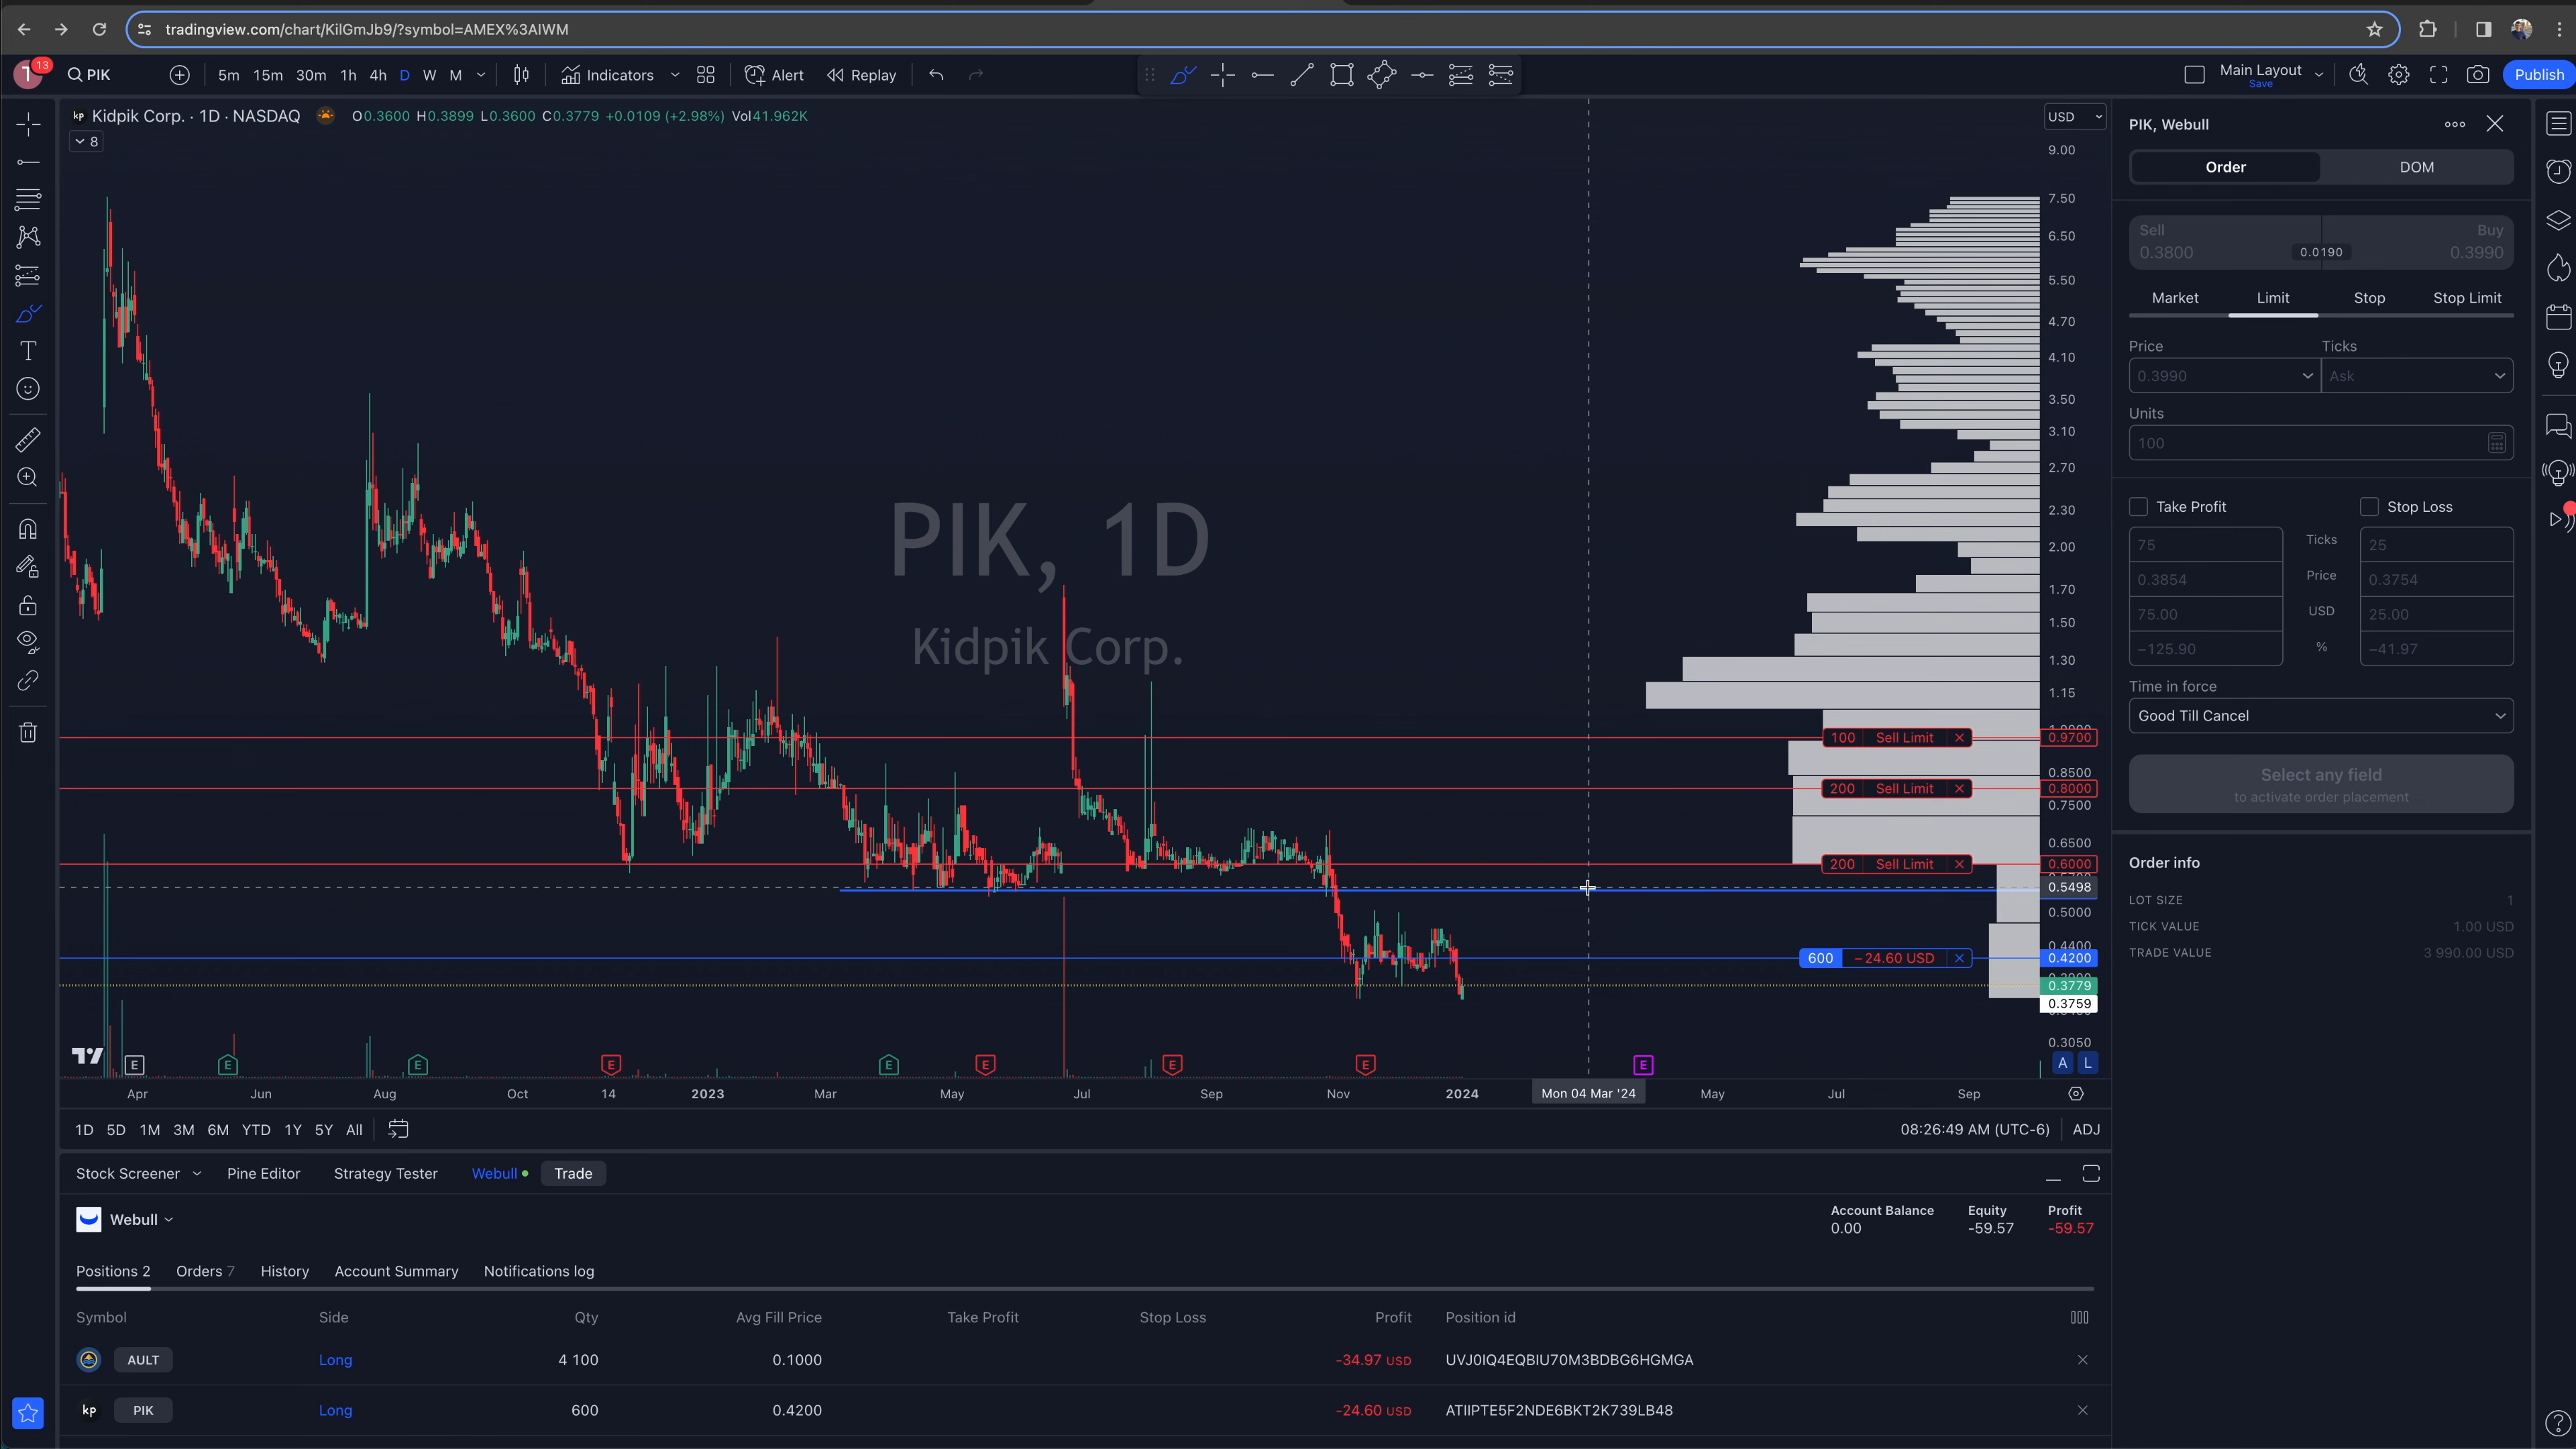 tradingview.com/chart/KilGmJb9/?symbol=AMEX%3AIWM
T 13 PIK 5m 15m 30m 1h 4h D W M Indicators Alert Replay Main Layout Save Publish
kp Kidpik Corp. · 1D · NASDAQ O0.3600 H0.3899 L0.3600 C0.3779 +0.0109 (+2.98%) Vol41.962K
8
USD
9.00
7.50
6.50
5.50
4.70
4.10
3.50
3.10
2.70
2.30
2.00
1.70
1.50
1.30
1.15
PIK, 1D
Kidpik Corp.
100 Sell Limit 0.9700
0.8500
200 Sell Limit 0.8000
0.7500
0.6500
200 Sell Limit 0.6000
0.5498
0.5000
0.4400
600 −24.60 USD 0.4200
0.3779
0.3759
0.3050
A L
E E E E E E E E E
Apr Jun Aug Oct 14 2023 Mar May Jul Sep Nov 2024 Mon 04 Mar '24 May Jul Sep
1D 5D 1M 3M 6M YTD 1Y 5Y All 08:26:49 AM (UTC-6) ADJ
PIK, Webull
Order DOM
Sell Buy
0.3800 0.0190 0.3990
Market Limit Stop Stop Limit
Price Ticks
0.3990 Ask
Units
100
Take Profit Stop Loss
75 Ticks 25
0.3854 Price 0.3754
75.00 USD 25.00
−125.90 % −41.97
Time in force
Good Till Cancel
Select any field
to activate order placement
Order info
LOT SIZE 1
TICK VALUE 1.00 USD
TRADE VALUE 3 990.00 USD
Stock Screener Pine Editor Strategy Tester Webull Trade
Webull
Account Balance Equity Profit
0.00 -59.57 -59.57
Positions 2 Orders 7 History Account Summary Notifications log
Symbol Side Qty Avg Fill Price Take Profit Stop Loss Profit Position id
AULT Long 4 100 0.1000 -34.97 USD UVJ0IQ4EQBIU70M3BDBG6HGMGA
kp PIK Long 600 0.4200 -24.60 USD ATIIPTE5F2NDE6BKT2K739LB48